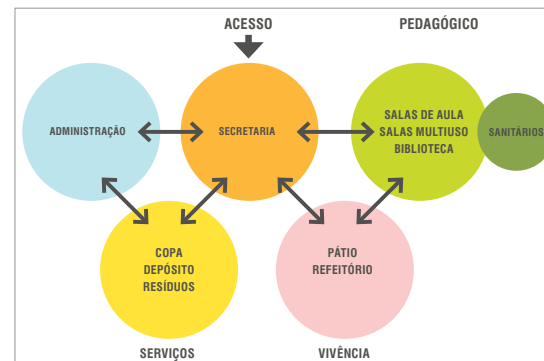 ACESSO
PEDAGÓGICO
ADMINISTRAÇÃO
SECRETARIA
SALAS DE AULA
SALAS MULTIUSO
BIBLIOTECA
SANITÁRIOS
COPA
DEPÓSITO
RESÍDUOS
PÁTIO
REFEITÓRIO
SERVIÇOS
VIVÊNCIA